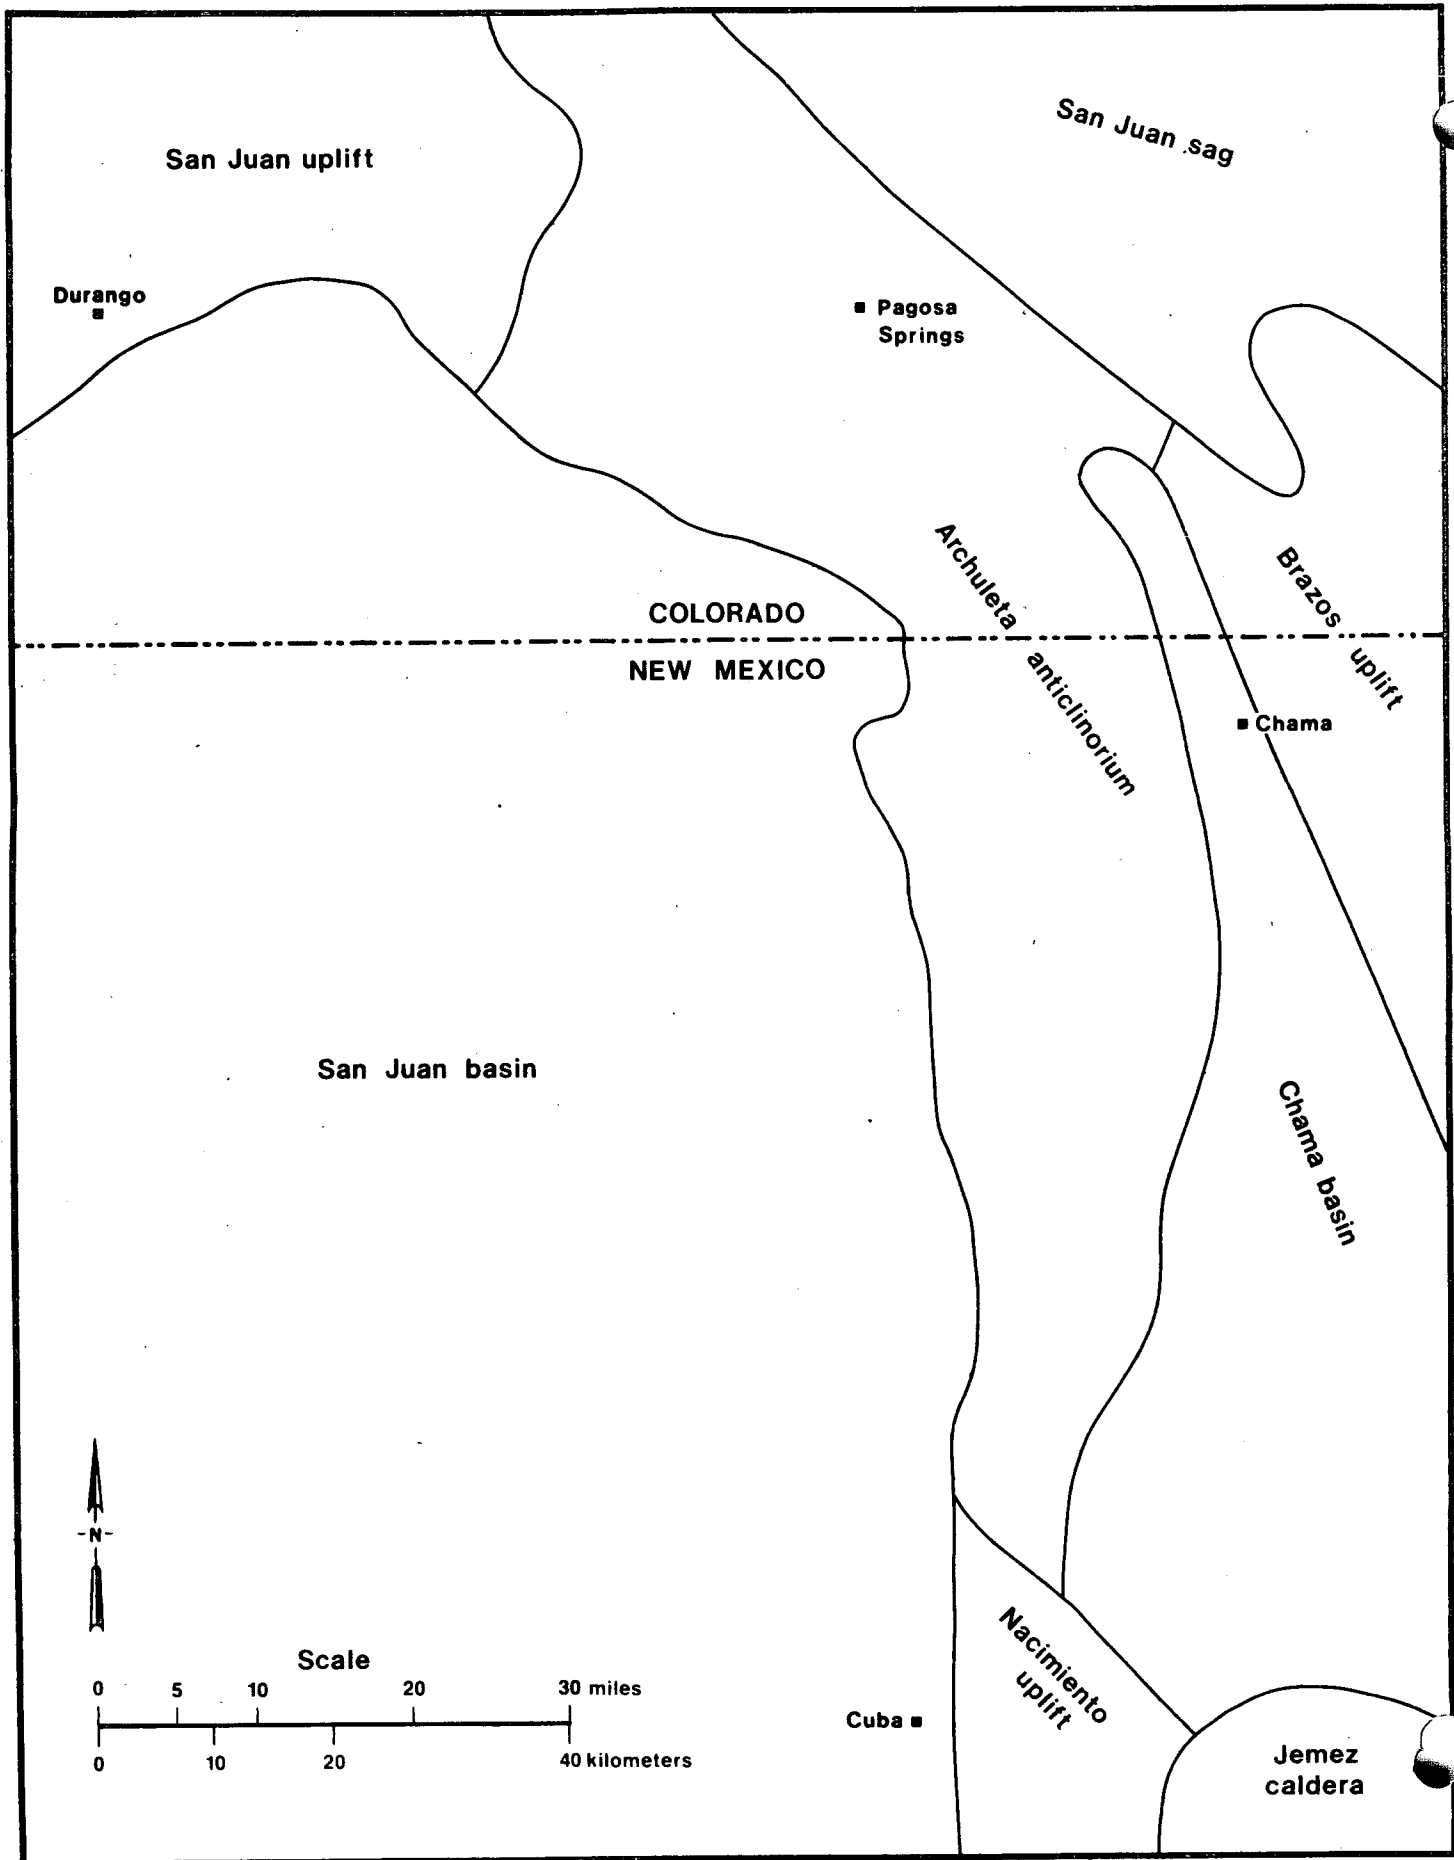 San Juan uplift
San Juan sag
Durango
Pagosa
Springs
Archuleta
anticlinorium
Brazos
uplift
COLORADO
NEW MEXICO
Chama
San Juan basin
Chama basin
-N-
Scale
0 5 10 20 30 miles
0 10 20 40 kilometers
Nacimiento
uplift
Cuba
Jemez
caldera